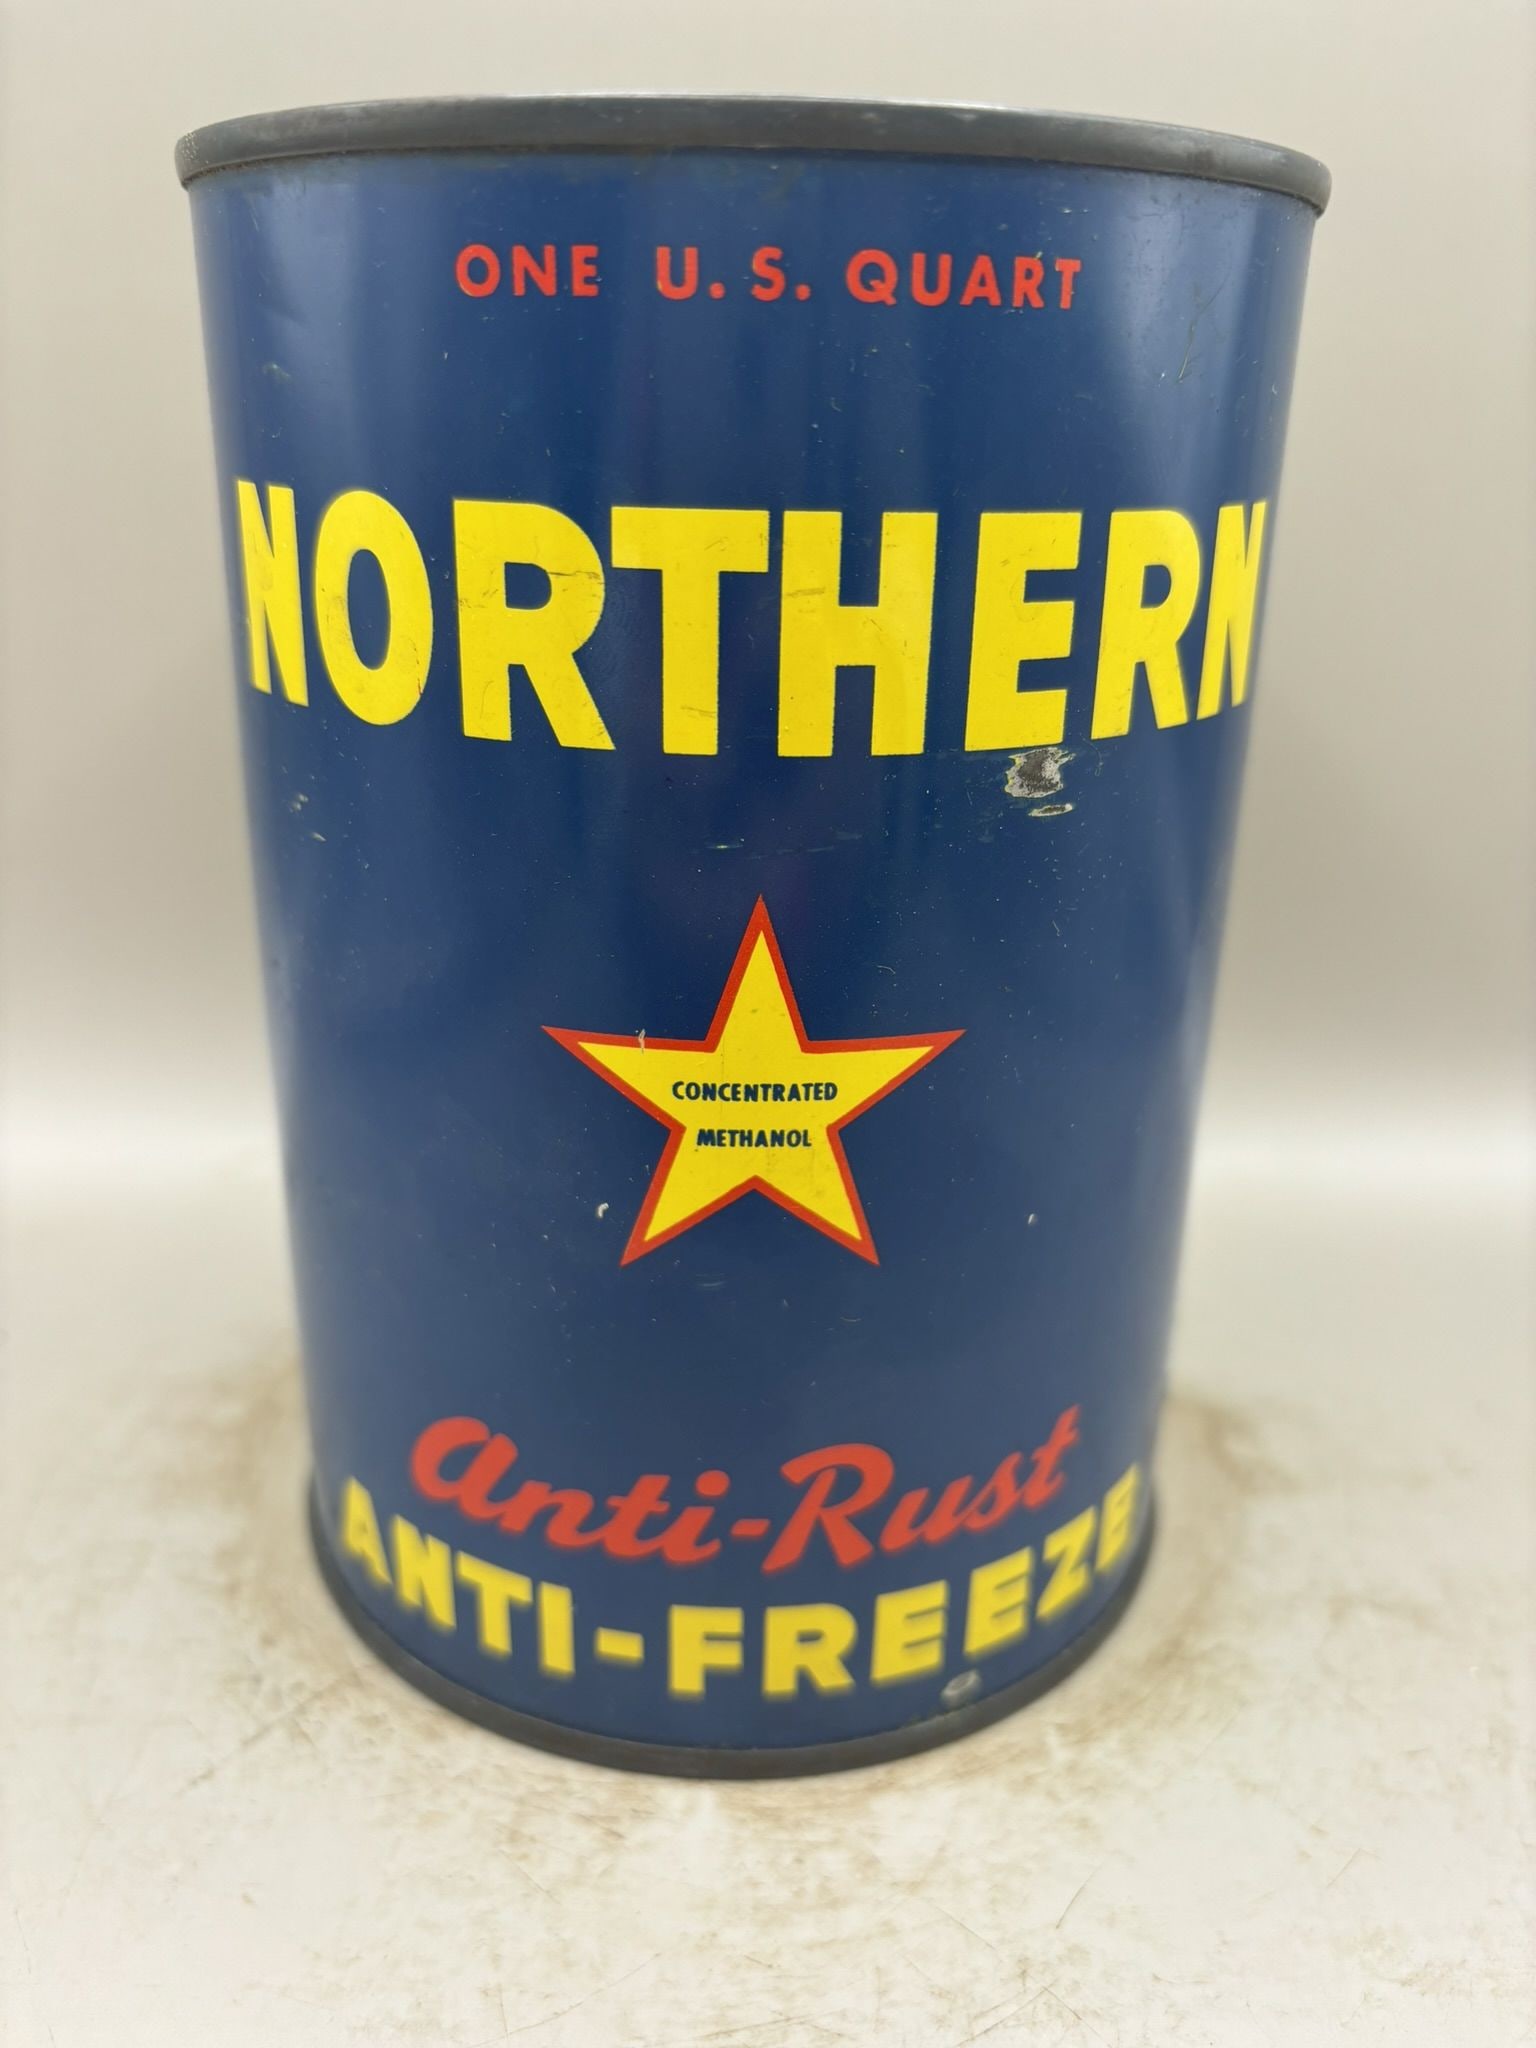 ONE U.S. QUART
NORTHERN
CONCENTRATED
METHANOL
Anti-Rust
ANTI-FREEZE